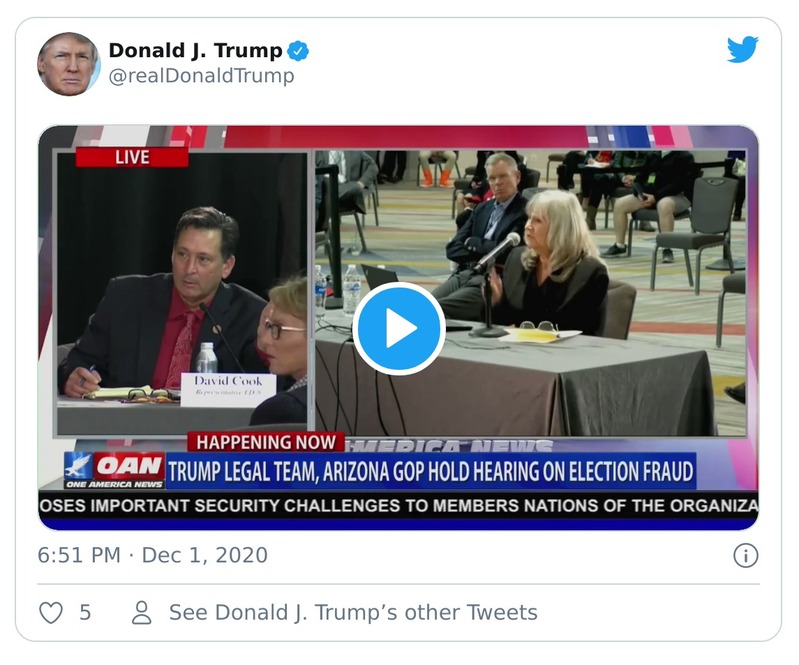 Donald J. Trump
@realDonaldTrump
LIVE
David Cook
HAPPENING NOW
AMERICA NEWS
OAN
ONE AMERICA NEWS
TRUMP LEGAL TEAM, ARIZONA GOP HOLD HEARING ON ELECTION FRAUD
OSES IMPORTANT SECURITY CHALLENGES TO MEMBERS NATIONS OF THE ORGANIZA
6:51 PM · Dec 1, 2020
5
See Donald J. Trump’s other Tweets